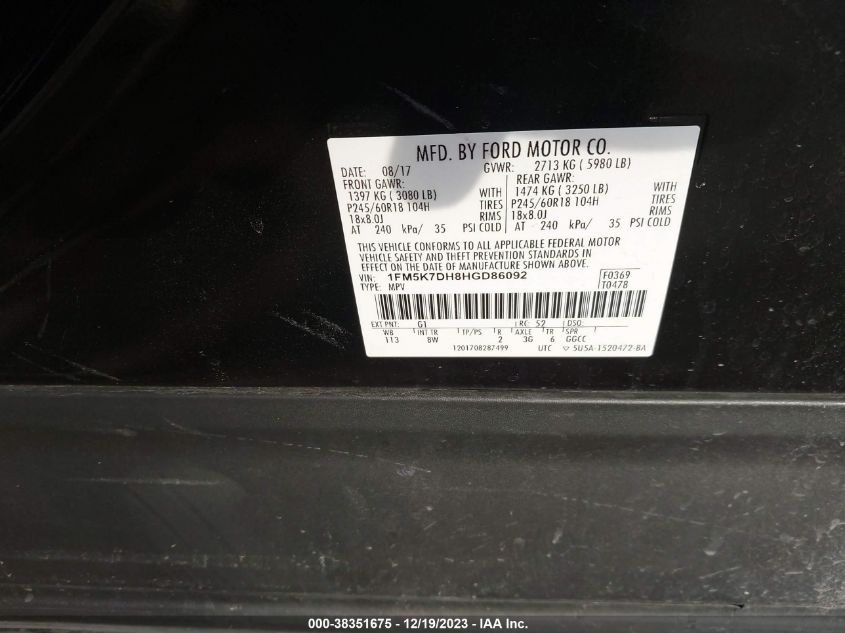 MFD. BY FORD MOTOR CO.
DATE: 08/17 GVWR: 2713 KG ( 5980 LB)
FRONT GAWR: REAR GAWR:
1397 KG ( 3080 LB) WITH 1474 KG ( 3250 LB) WITH
P245/60R18 104H TIRES P245/60R18 104H TIRES
18x8.0J RIMS 18x8.0J RIMS
AT 240 kPa/ 35 PSI COLD AT 240 kPa/ 35 PSI COLD
THIS VEHICLE CONFORMS TO ALL APPLICABLE FEDERAL MOTOR
VEHICLE SAFETY AND THEFT PREVENTION STANDARDS IN
EFFECT ON THE DATE OF MANUFACTURE SHOWN ABOVE.
VIN: 1FM5K7DH8HGD86092 F0369
TYPE: MPV T0478
EXT PNT: G1 RC: 52 DSO:
WB INT TR TP/PS R AXLE TR SPR
113 8W 2 3G 6 GGCC
1201708287499 UTC ▽ 5U5A-1520472-BA
000-38351675 - 12/19/2023 - IAA Inc.